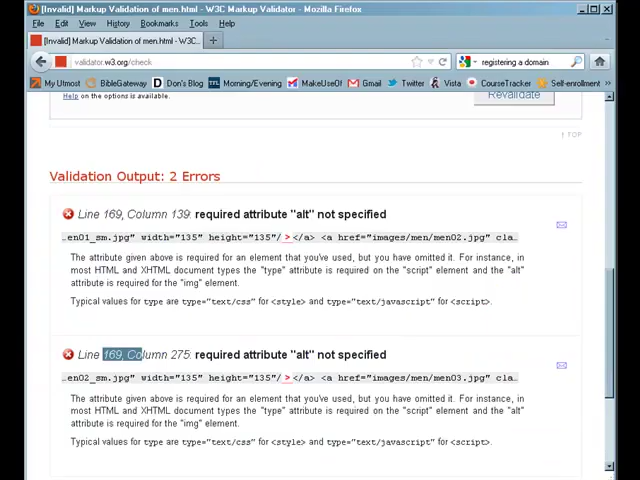 [Invalid] Markup Validation of men.html - W3C Markup Validator - Mozilla Firefox
File Edit View History Bookmarks Tools Help
[Invalid] Markup Validation of men.html - W3C...
validator.w3.org/check
registering a domain
My Utmost BibleGateway Don's Blog Morning/Evening MakeUseOf Gmail Twitter Vista CourseTracker Self-enrollment
Help on the options is available.
Revalidate
↑ TOP
Validation Output: 2 Errors
Line 169, Column 139: required attribute "alt" not specified
…en01_sm.jpg" width="135" height="135"/></a> <a href="images/men/men02.jpg" cla…
The attribute given above is required for an element that you've used, but you have omitted it. For instance, in
most HTML and XHTML document types the "type" attribute is required on the "script" element and the "alt"
attribute is required for the "img" element.
Typical values for type are type="text/css" for <style> and type="text/javascript" for <script>.
Line 169, Column 275: required attribute "alt" not specified
…en02_sm.jpg" width="135" height="135"/></a> <a href="images/men/men03.jpg" cla…
The attribute given above is required for an element that you've used, but you have omitted it. For instance, in
most HTML and XHTML document types the "type" attribute is required on the "script" element and the "alt"
attribute is required for the "img" element.
Typical values for type are type="text/css" for <style> and type="text/javascript" for <script>.